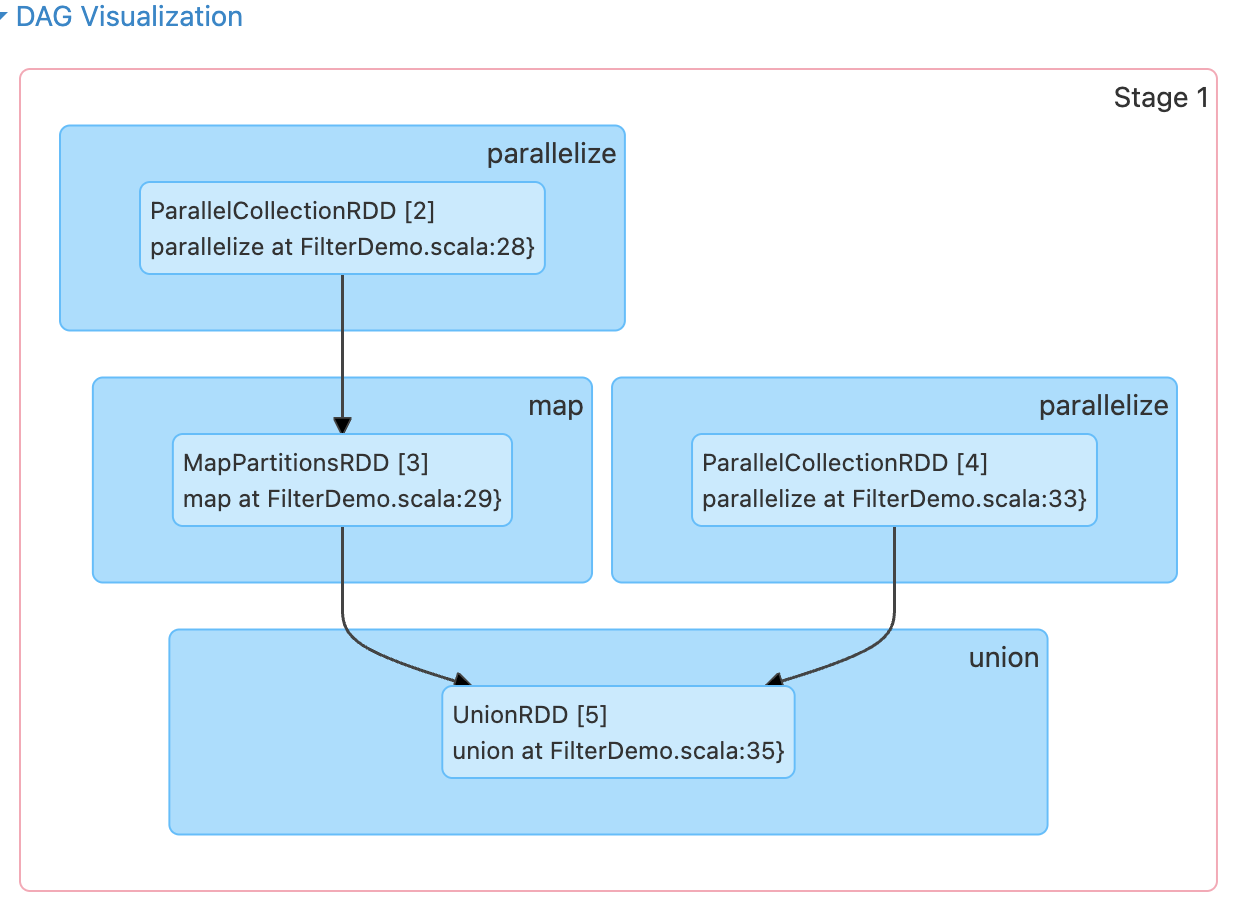 DAG Visualization
Stage 1
parallelize
ParallelCollectionRDD [2]
parallelize at FilterDemo.scala:28}
map
MapPartitionsRDD [3]
map at FilterDemo.scala:29}
parallelize
ParallelCollectionRDD [4]
parallelize at FilterDemo.scala:33}
union
UnionRDD [5]
union at FilterDemo.scala:35}